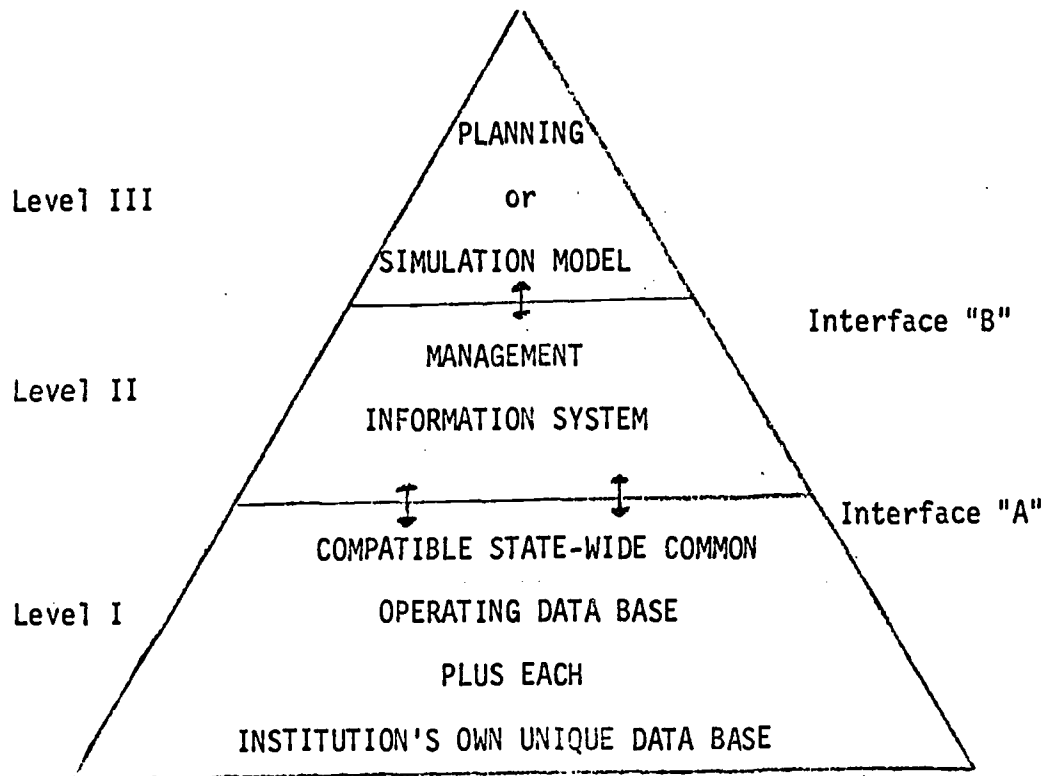 PLANNING
Level III
or
SIMULATION MODEL
Interface "B"
MANAGEMENT
Level II
INFORMATION SYSTEM
Interface "A"
COMPATIBLE STATE-WIDE COMMON
Level I
OPERATING DATA BASE
PLUS EACH
INSTITUTION'S OWN UNIQUE DATA BASE